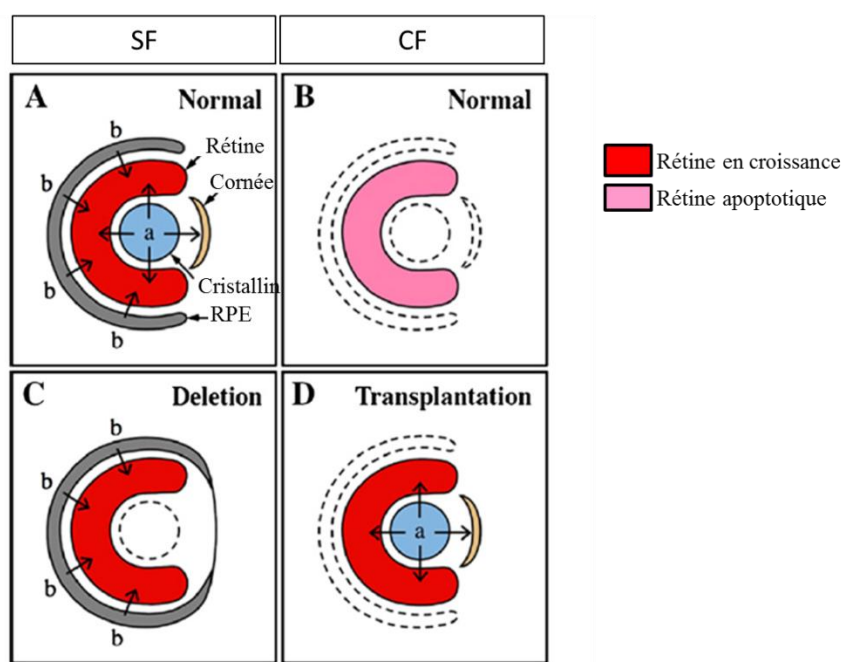 SF
CF
A
Normal
b
b
b
b
b
a
Rétine
Cornée
Cristallin
RPE
B
Normal
Rétine en croissance
Rétine apoptotique
C
Deletion
b
b
b
b
b
D
Transplantation
a